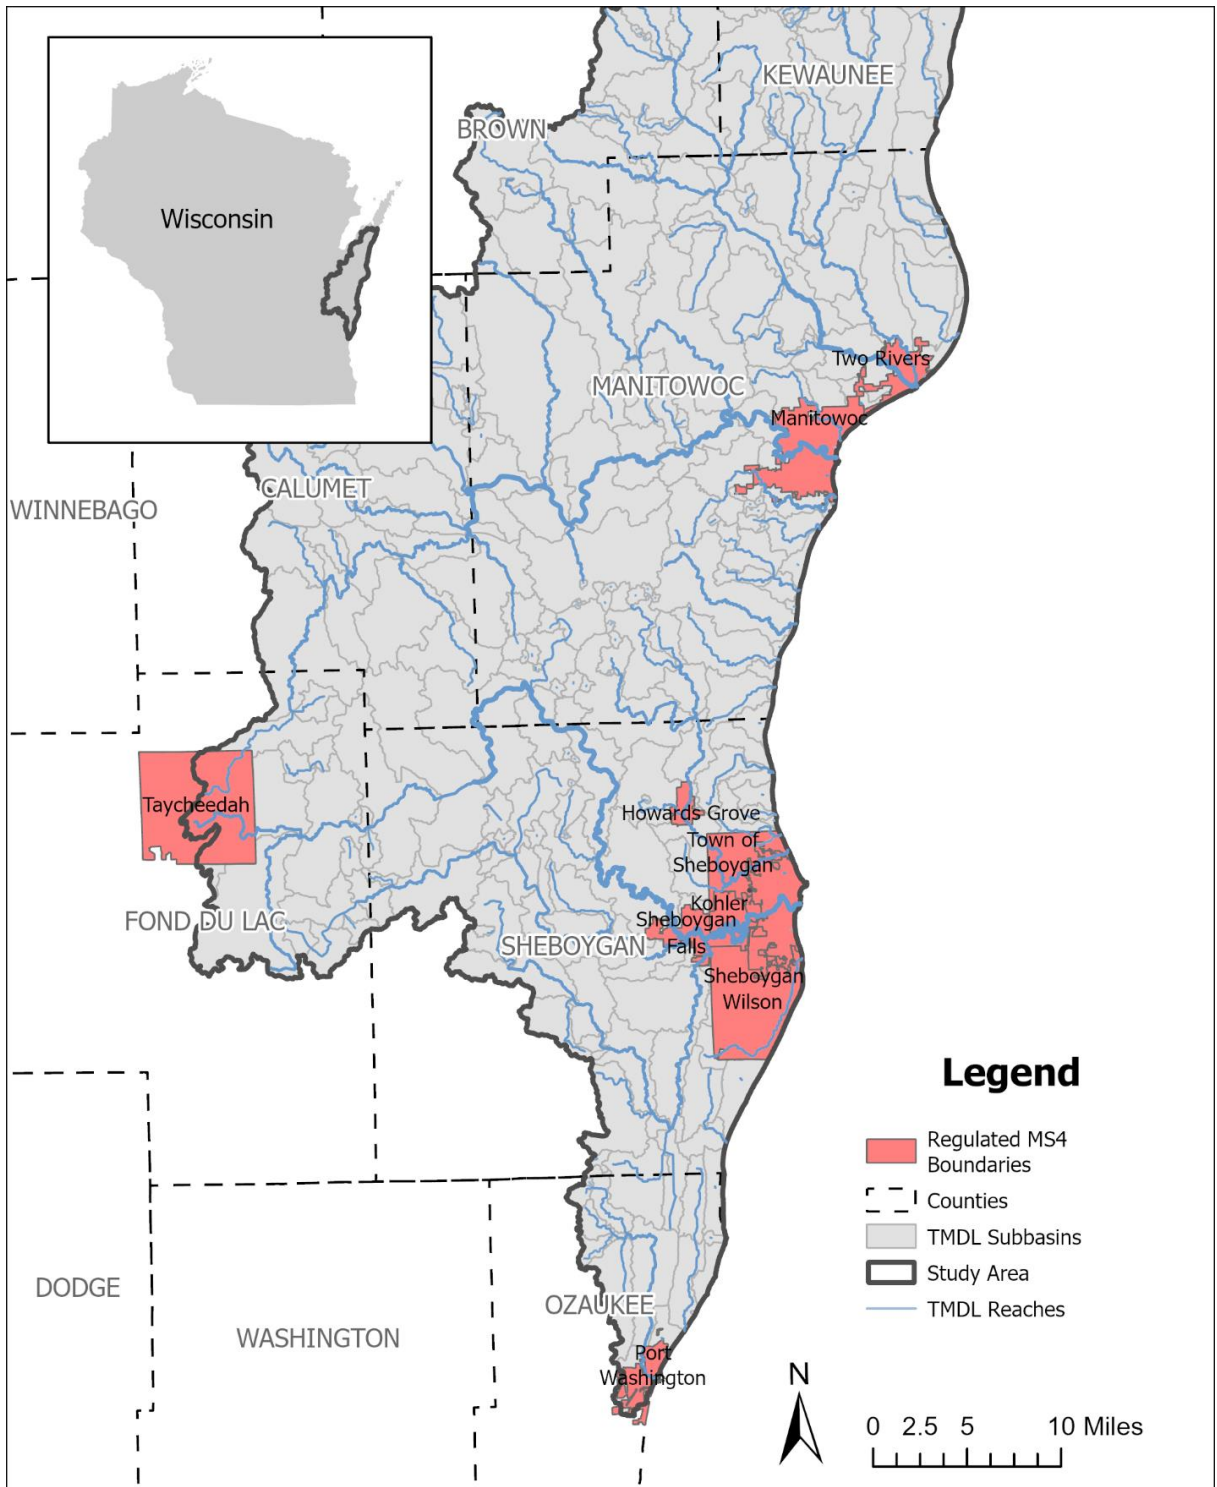 KEWAUNEE
BROWN
Wisconsin
Two Rivers
MANITOWOC
Manitowoc
CALUMET
WINNEBAGO
Taycheedah
Howards Grove
Town of
Sheboygan
Kohler
Sheboygan
Falls
FOND DU LAC
SHEBOYGAN
Sheboygan
Wilson
Legend
Regulated MS4
Boundaries
Counties
TMDL Subbasins
Study Area
TMDL Reaches
DODGE
OZAUKEE
WASHINGTON
Port
Washington
N
0 2.5 5 10 Miles